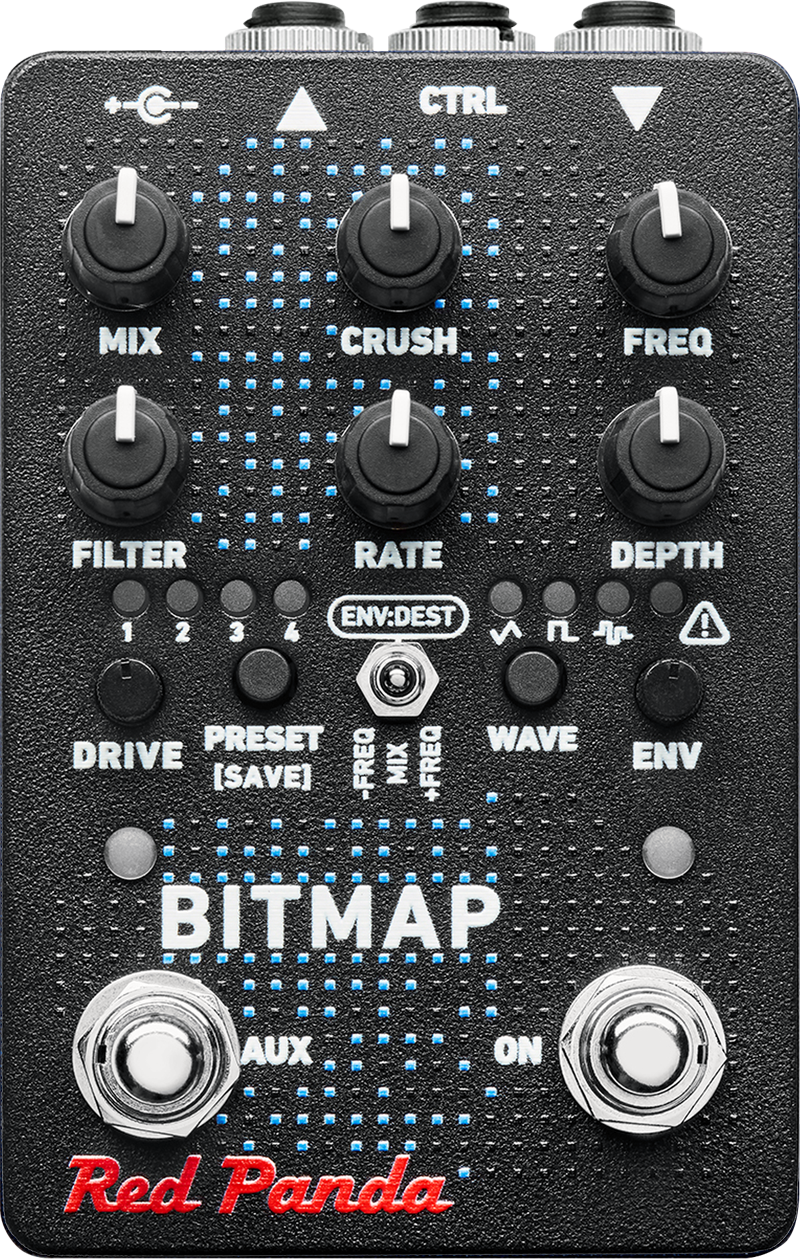 CTRL
MIX
CRUSH
FREQ
FILTER
RATE
DEPTH
1 2 3 4
ENV:DEST
DRIVE
PRESET
[SAVE]
-FREQ
MIX
+FREQ
WAVE
ENV
BITMAP
AUX
ON
Red Panda